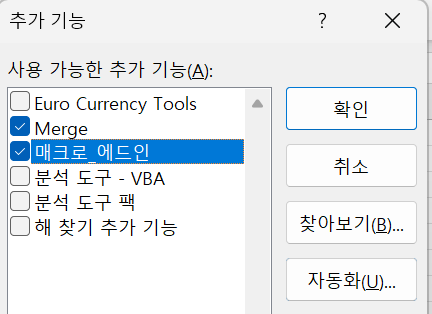 추가 기능
?
사용 가능한 추가 기능(A):
Euro Currency Tools
Merge
매크로_에드인
분석 도구 - VBA
분석 도구 팩
해 찾기 추가 기능
확인
취소
찾아보기(B)...
자동화(U)...